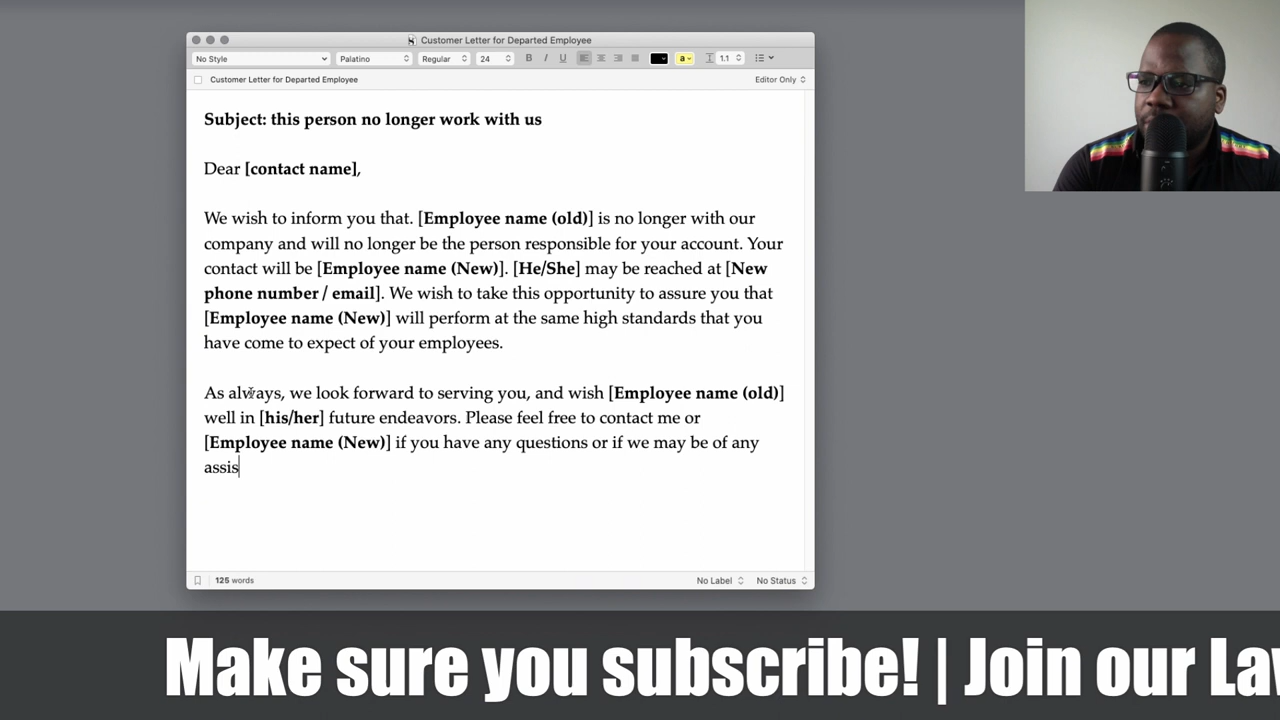 Customer Letter for Departed Employee
No Style Palatino Regular 24 B I U a 1.1
Customer Letter for Departed Employee Editor Only
Subject: this person no longer work with us
Dear [contact name],
We wish to inform you that. [Employee name (old)] is no longer with our
company and will no longer be the person responsible for your account. Your
contact will be [Employee name (New)]. [He/She] may be reached at [New
phone number / email]. We wish to take this opportunity to assure you that
[Employee name (New)] will perform at the same high standards that you
have come to expect of your employees.
As always, we look forward to serving you, and wish [Employee name (old)]
well in [his/her] future endeavors. Please feel free to contact me or
[Employee name (New)] if you have any questions or if we may be of any
assis
125 words No Label No Status
Make sure you subscribe! | Join our Law